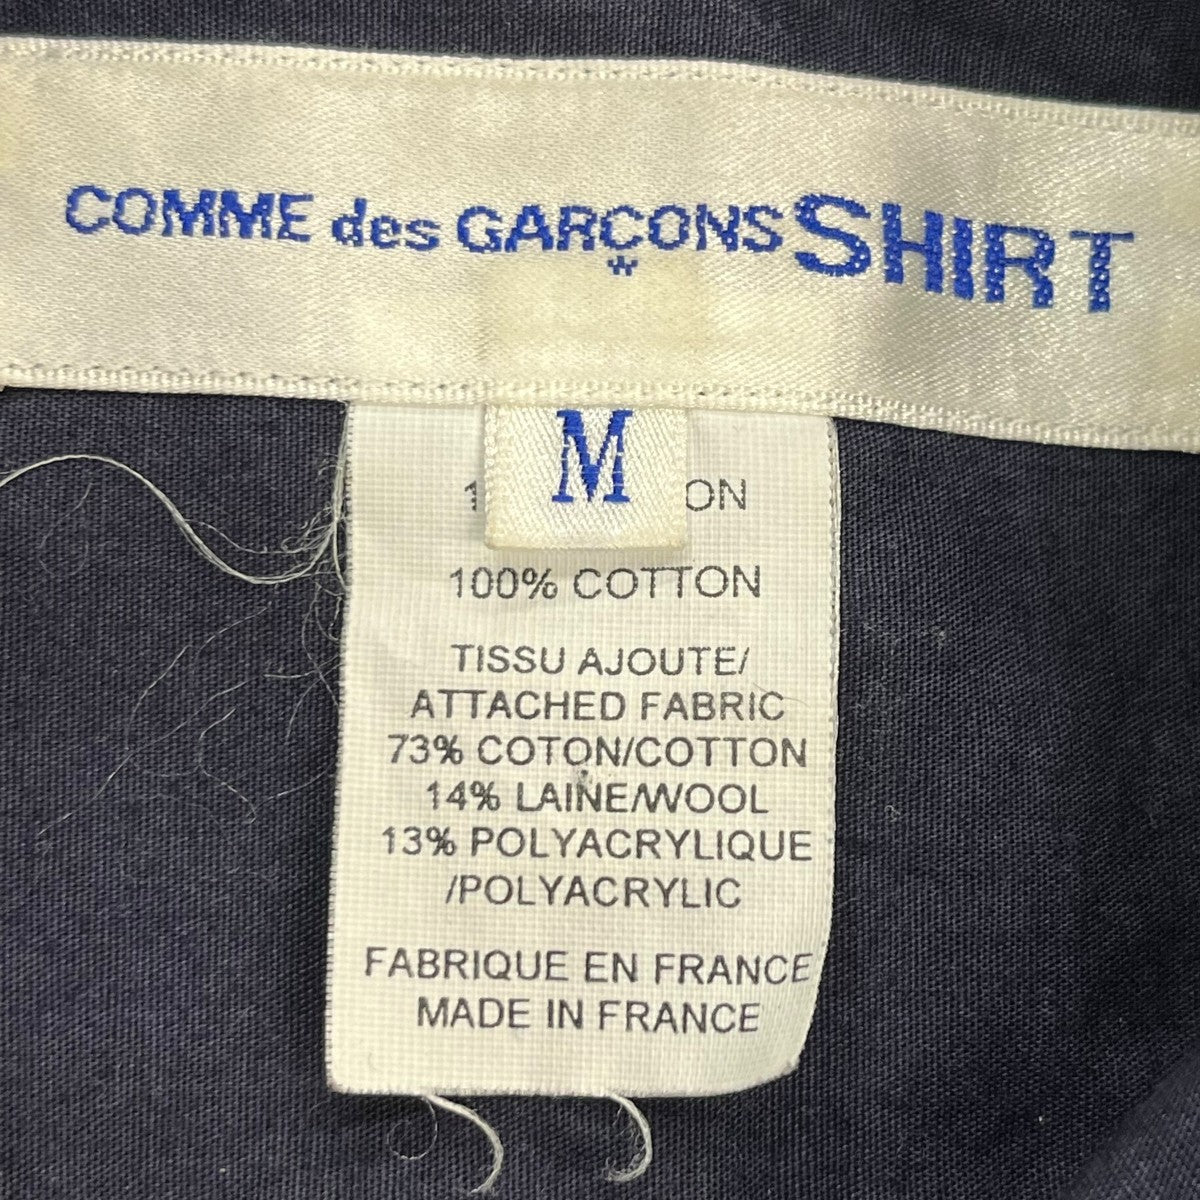 COMME des GARÇONS SHIRT
M
100% COTTON
TISSU AJOUTE/
ATTACHED FABRIC
73% COTON/COTTON
14% LAINE/WOOL
13% POLYACRYLIQUE
/POLYACRYLIC
FABRIQUE EN FRANCE
MADE IN FRANCE